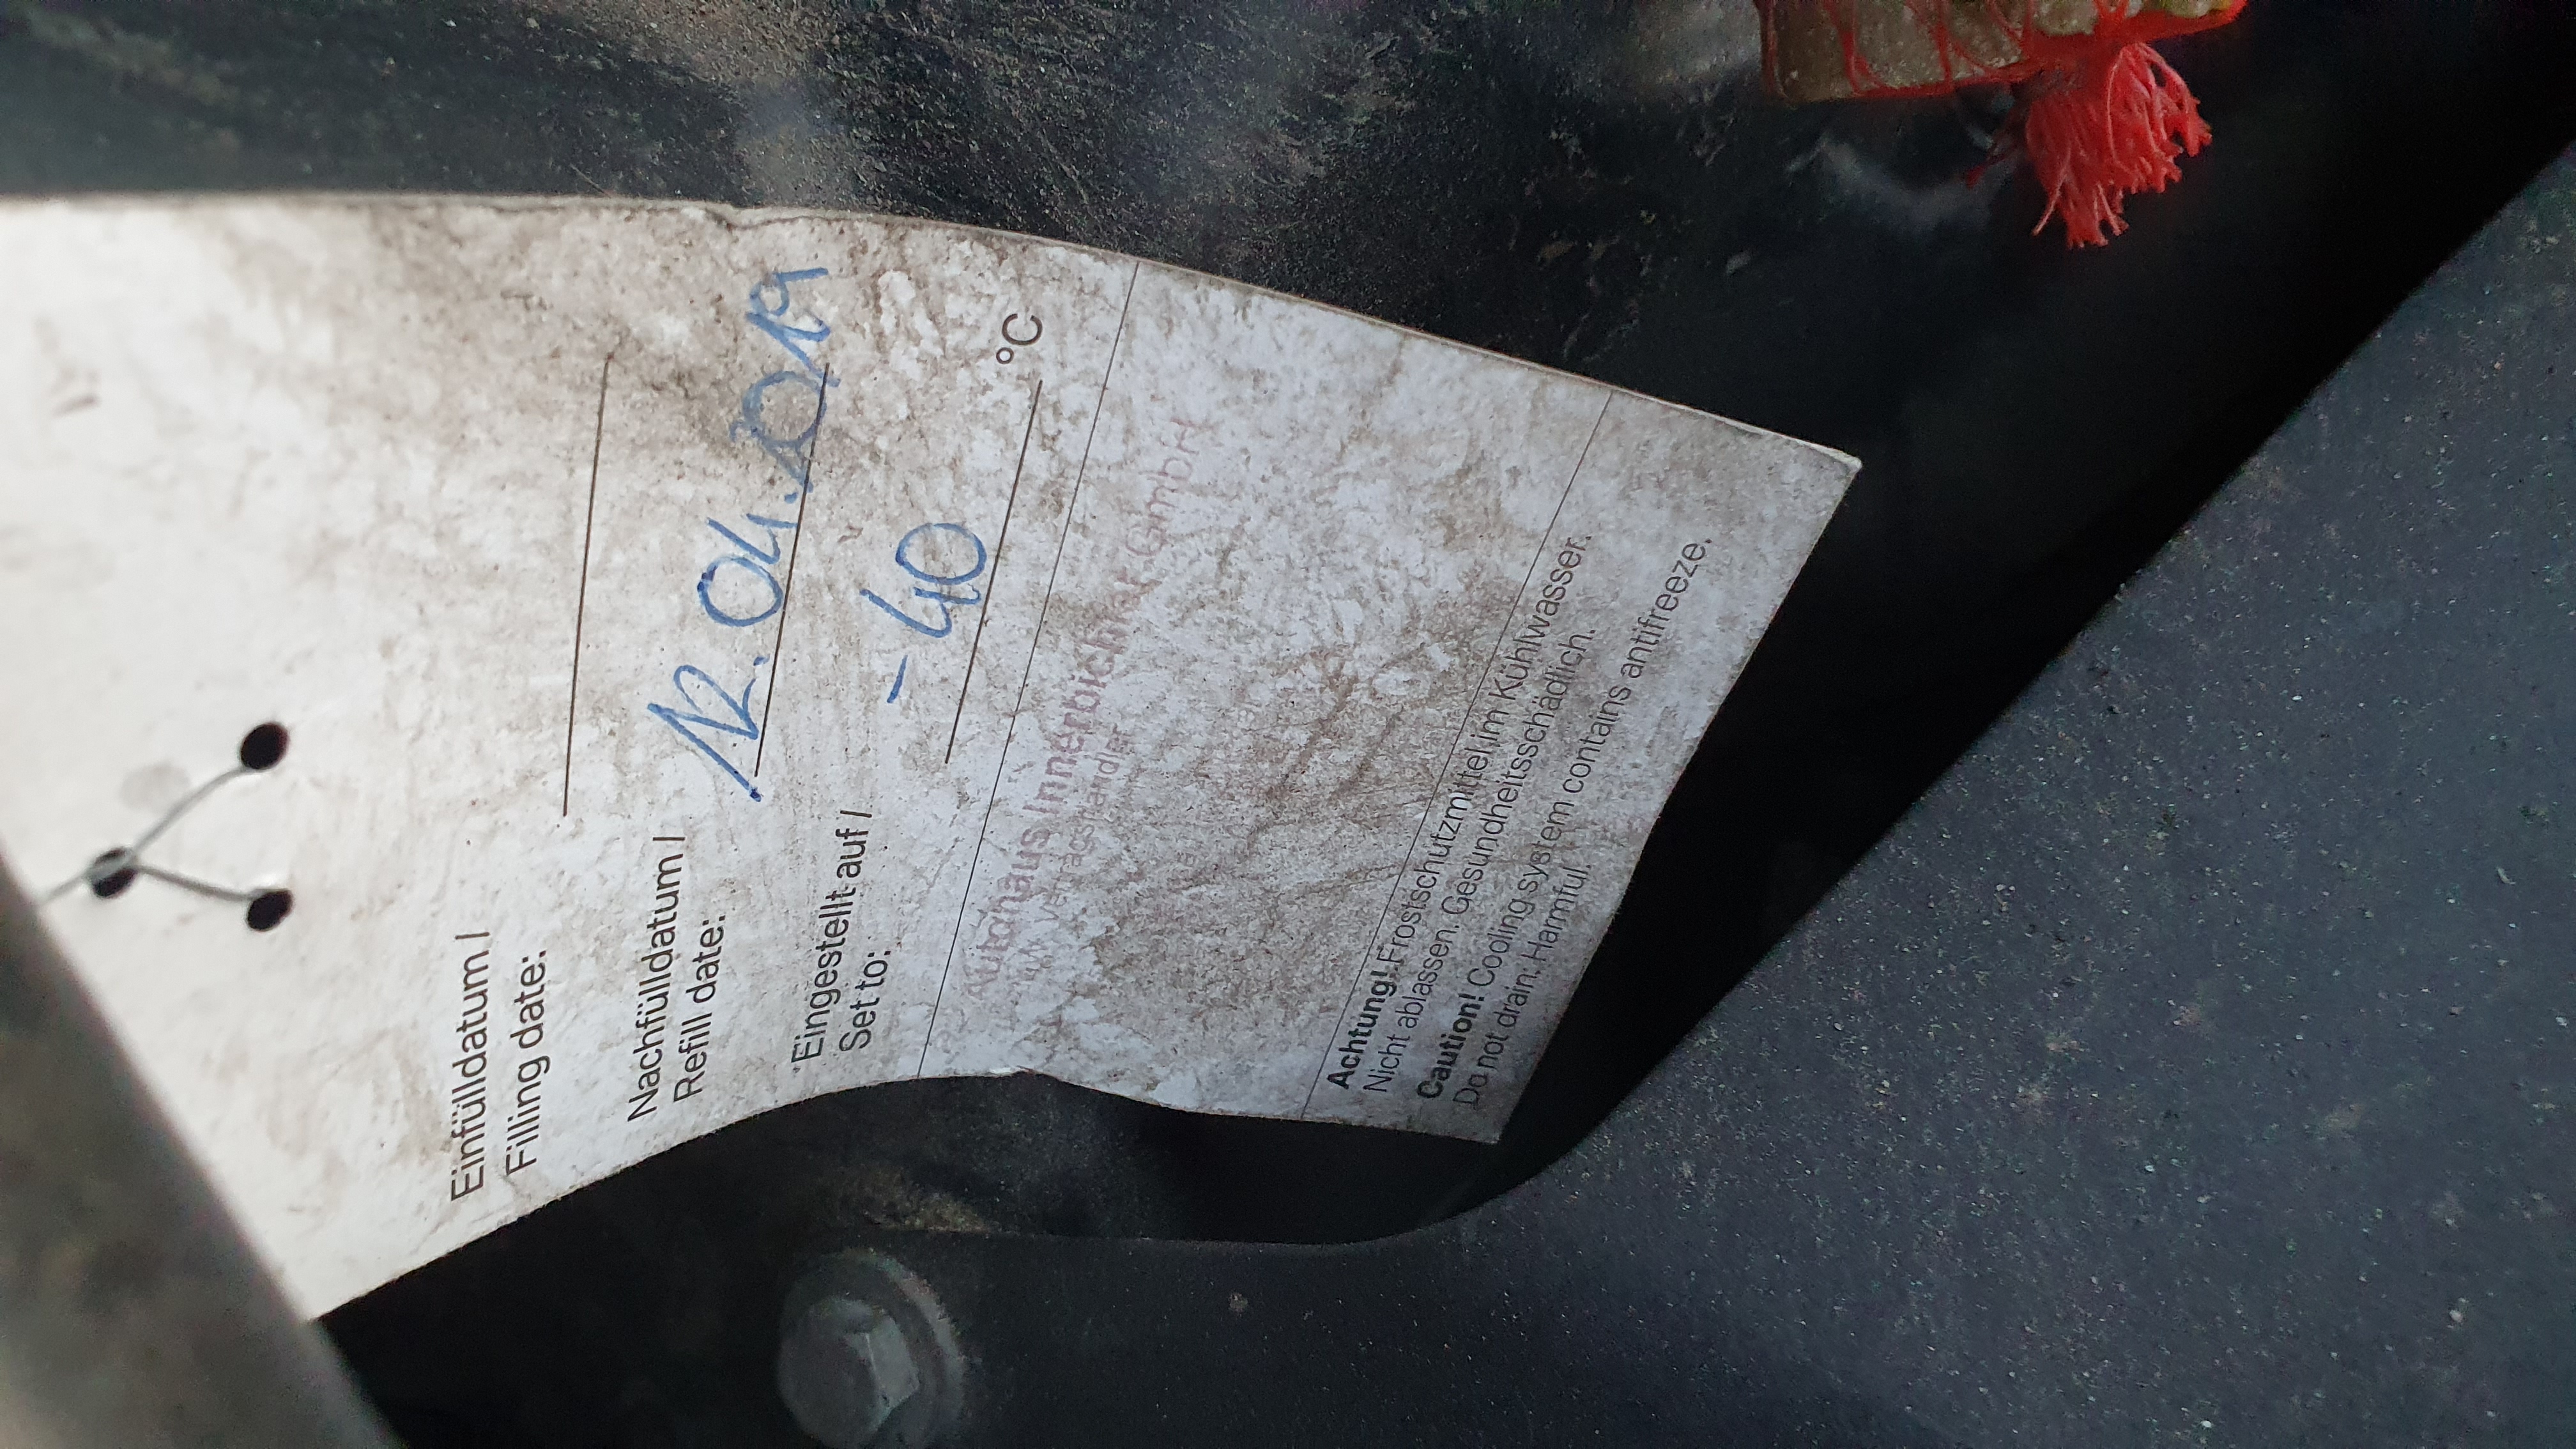 Einfülldatum /
Filling date:
Nachfülldatum /
Refill date:
12.04.2019
Eingestellt auf /
Set to:
- 40 °C
Autohaus Innerbichler GmbH
Vertragshändler
Achtung! Frostschutzmittel im Kühlwasser.
Nicht ablassen. Gesundheitsschädlich.
Caution! Cooling system contains antifreeze.
Do not drain. Harmful.